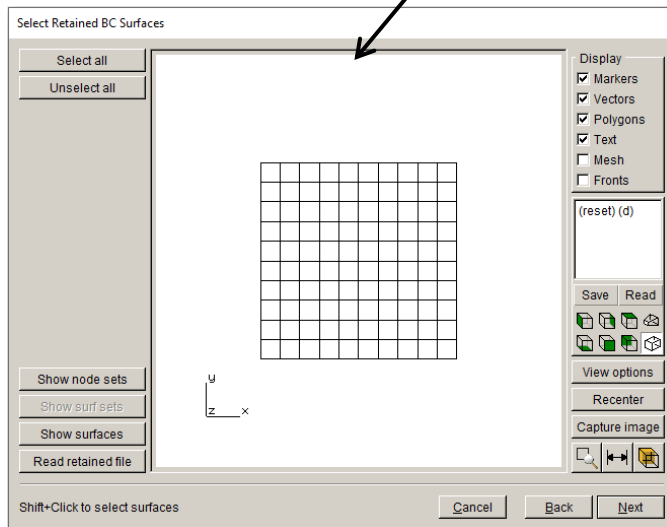 Select Retained BC Surfaces
Select all
Unselect all
Show node sets
Show surf sets
Show surfaces
Read retained file
y
z
x
Display
Markers
Vectors
Polygons
Text
Mesh
Fronts
(reset) (d)
Save Read
View options
Recenter
Capture image
Shift+Click to select surfaces
Cancel Back Next